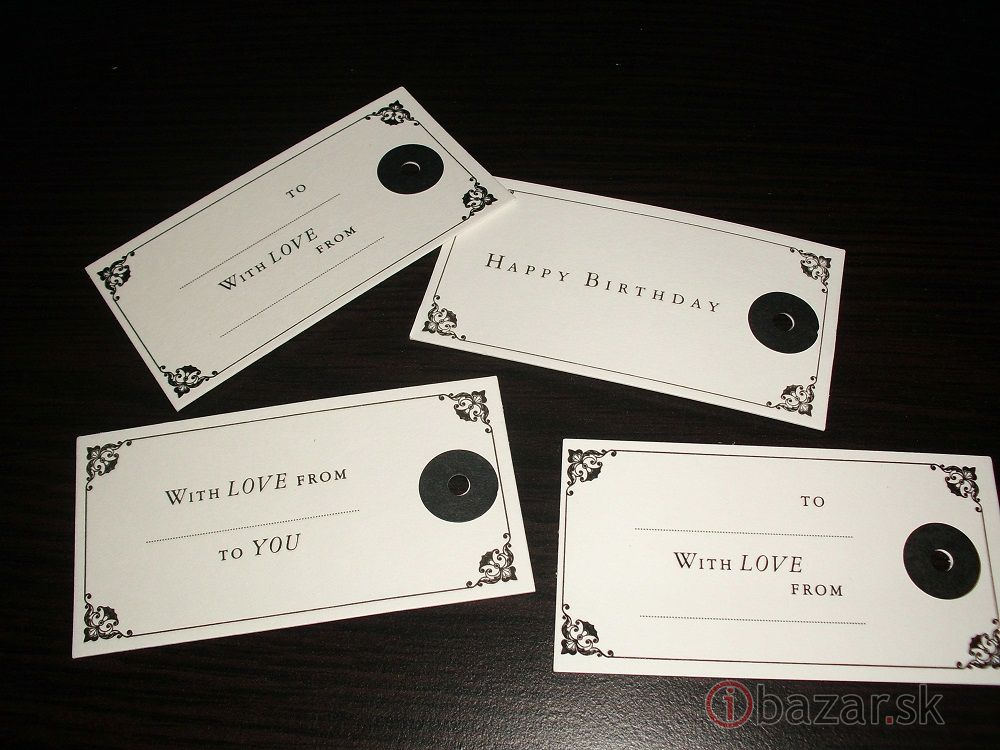 TO
WITH LOVE
FROM
HAPPY BIRTHDAY
WITH LOVE FROM
TO YOU
TO
WITH LOVE
FROM
ibazar.sk